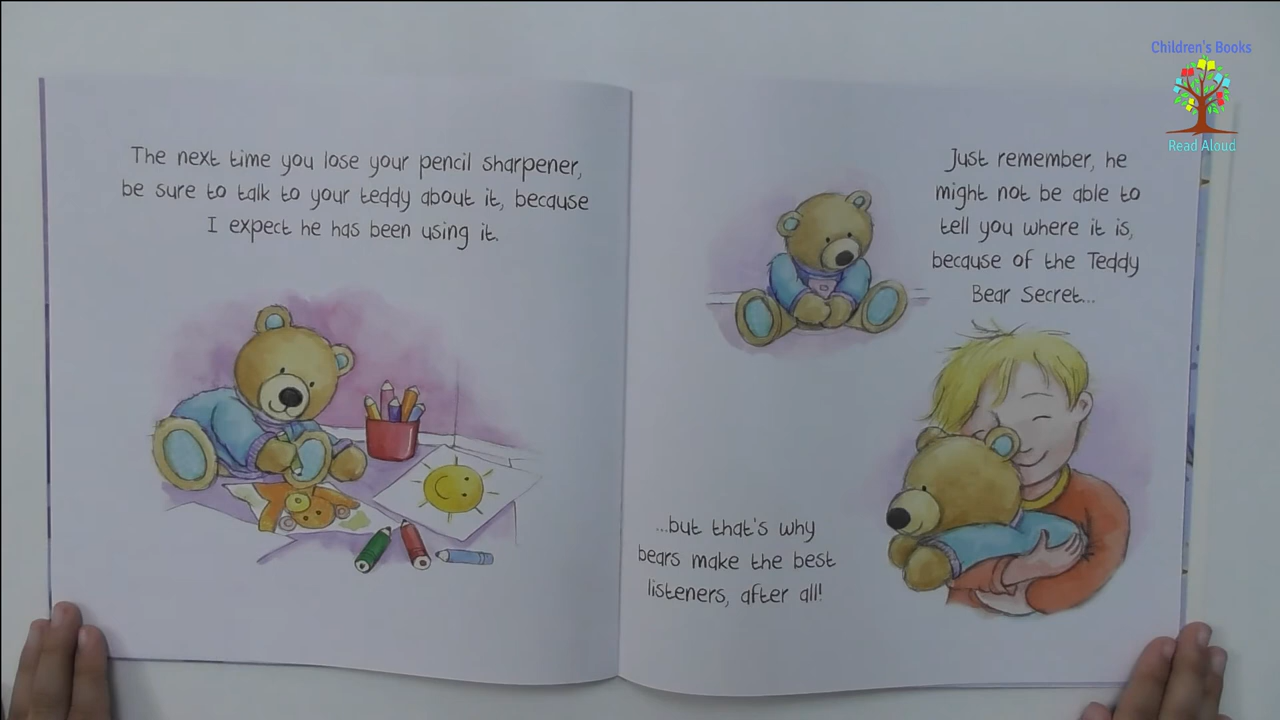 The next time you lose your pencil sharpener,
be sure to talk to your teddy about it, because
I expect he has been using it.
Just remember, he
might not be able to
tell you where it is,
because of the Teddy
Bear Secret...
...but that's why
bears make the best
listeners, after all!
Children's Books
Read Aloud